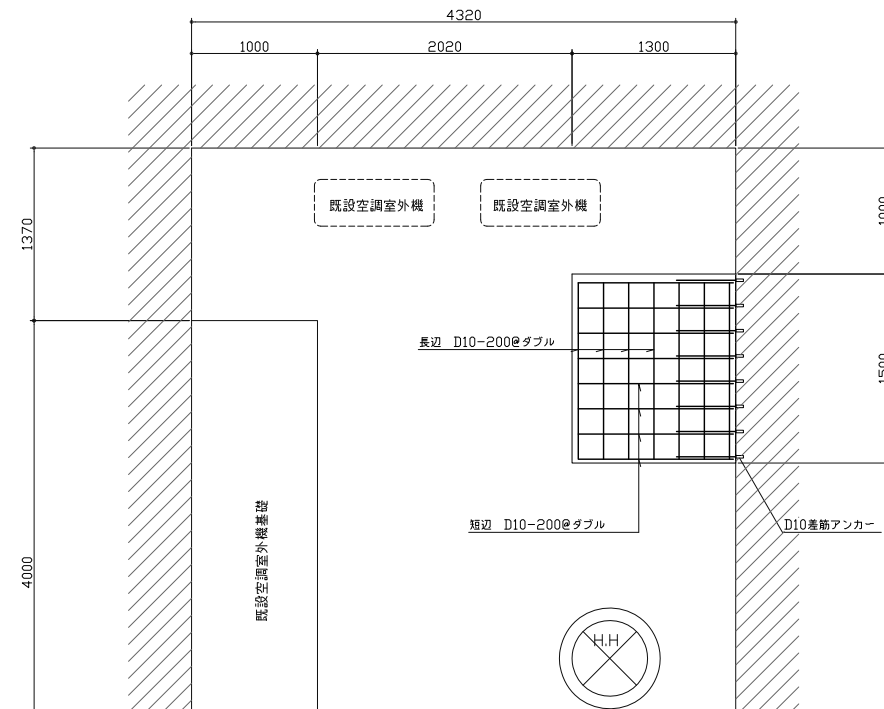 4320
1000
2020
1300
既設空調室外機
既設空調室外機
1370
1000
長辺 D10-200@ダブル
1500
短辺 D10-200@ダブル
D10差筋アンカー
既設空調室外機基礎
4000
H.H